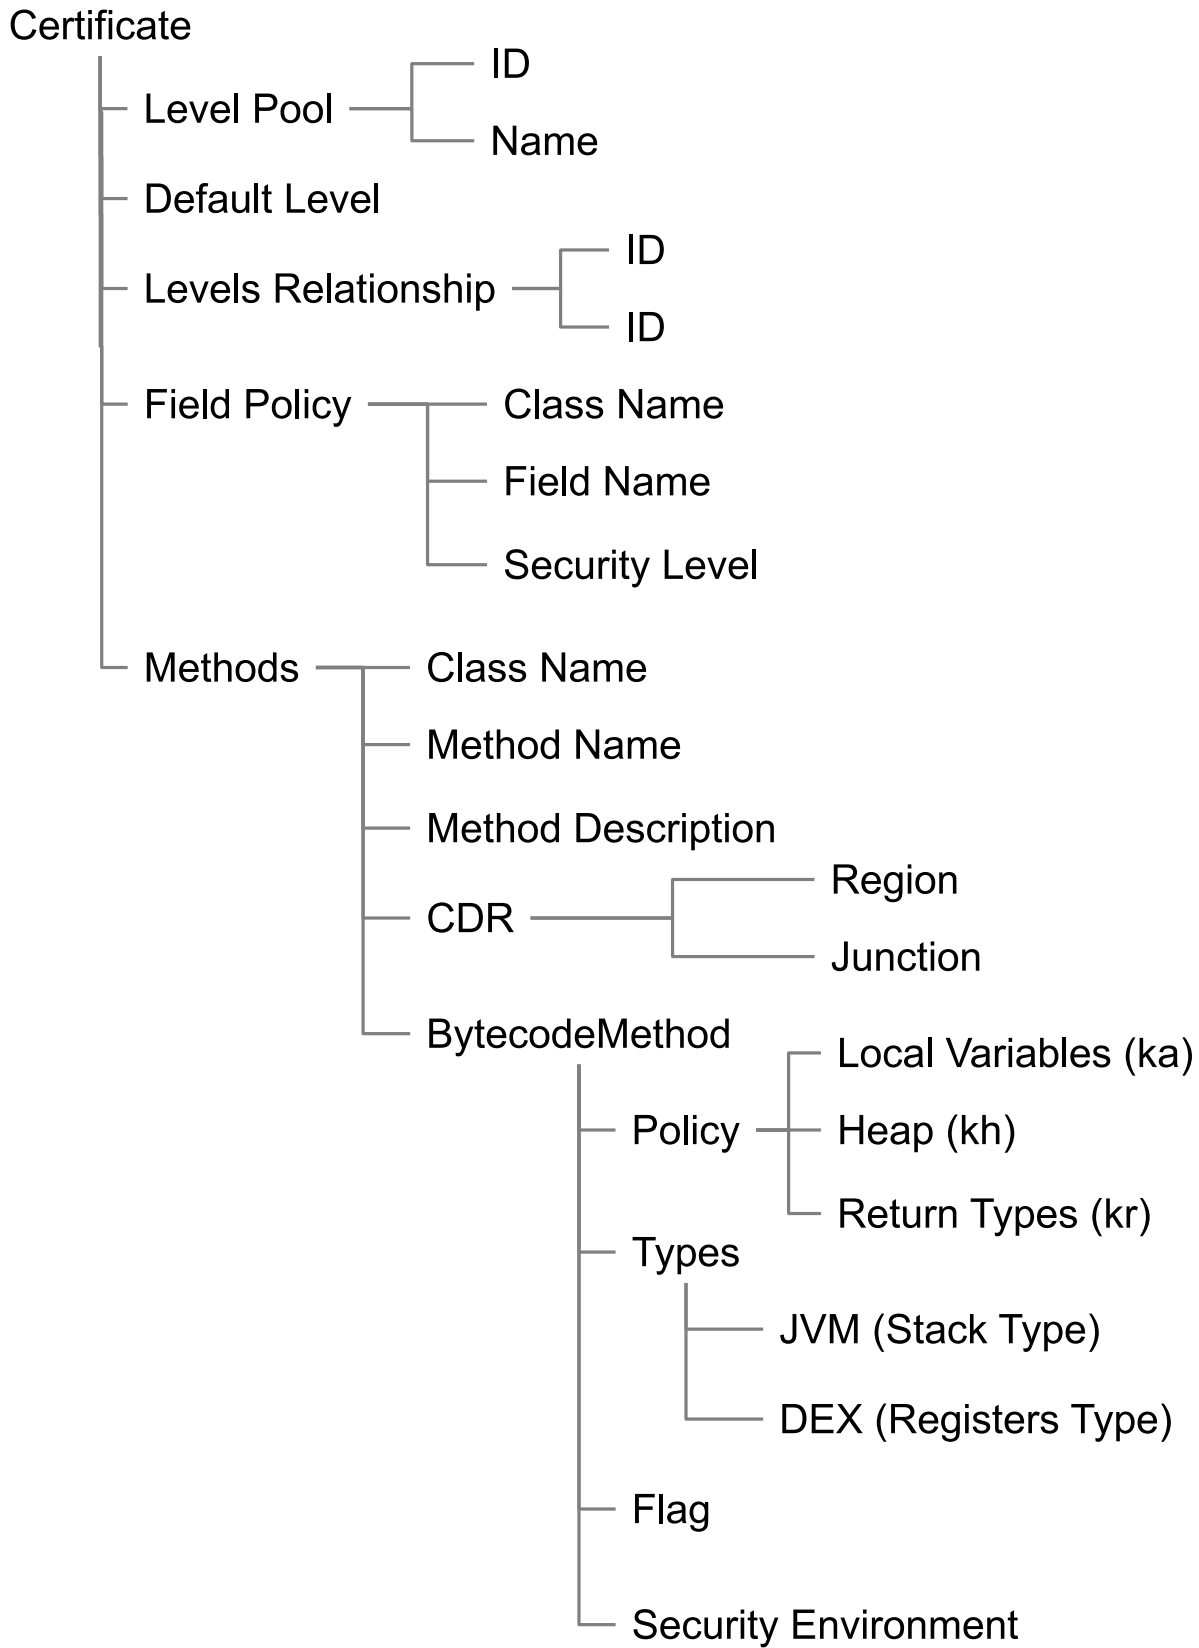 Certificate
ID
Level Pool
Name
Default Level
ID
Levels Relationship
ID
Field Policy
Class Name
Field Name
Security Level
Methods
Class Name
Method Name
Method Description
Region
CDR
Junction
BytecodeMethod
Local Variables (ka)
Policy
Heap (kh)
Return Types (kr)
Types
JVM (Stack Type)
DEX (Registers Type)
Flag
Security Environment